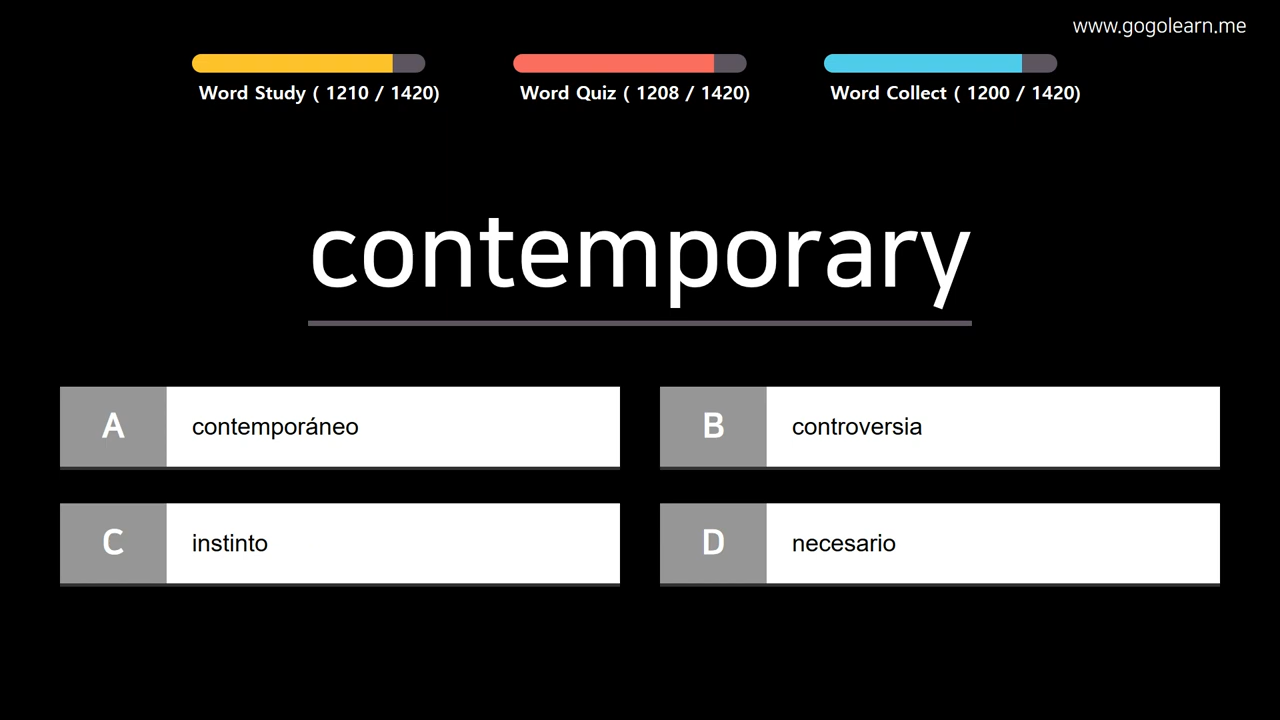 www.gogolearn.me
Word Study ( 1210 / 1420)
Word Quiz ( 1208 / 1420)
Word Collect ( 1200 / 1420)
contemporary
A contemporáneo
B controversia
C instinto
D necesario